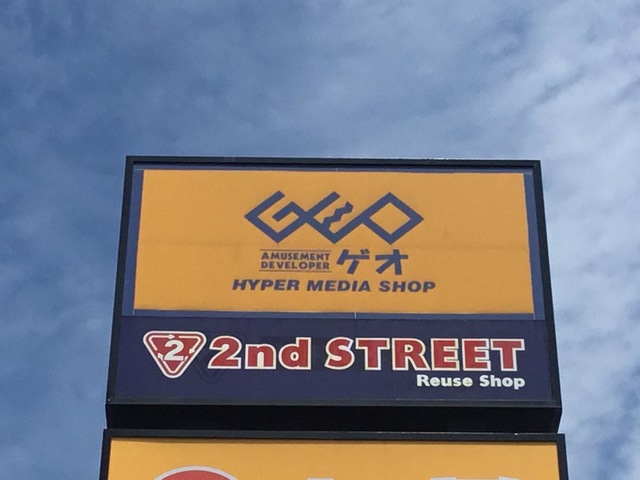 GEO
AMUSEMENT
DEVELOPER
ゲオ
HYPER MEDIA SHOP
2 2nd STREET
Reuse Shop